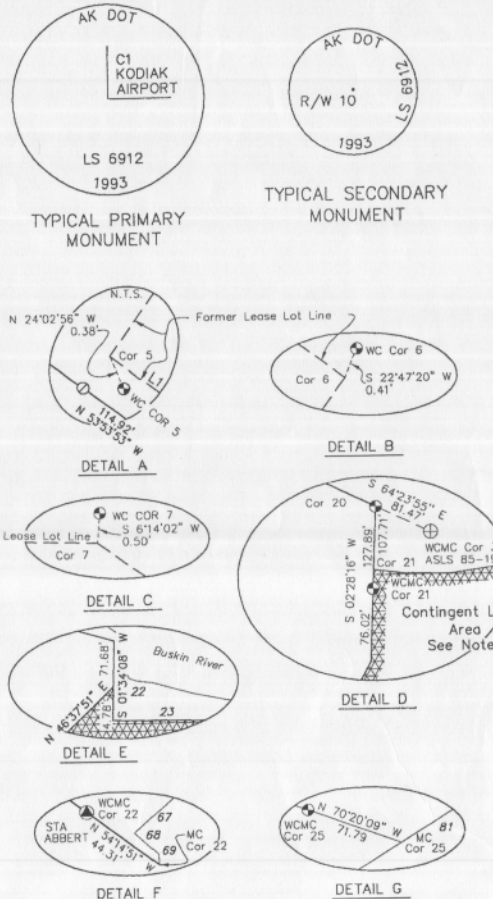 AK DOT
C1
KODIAK
AIRPORT
LS 6912
1993
TYPICAL PRIMARY
MONUMENT
AK DOT
LS 6912
R/W 10
1993
TYPICAL SECONDARY
MONUMENT
N.T.S.
N 24°02'56" W
0.38'
Former Lease Lot Line
Cor 5
L1
WC COR 5
114.92'
N 53°53'53" W
DETAIL A
WC Cor 6
Cor 6
S 22°47'20" W
0.41'
DETAIL B
WC COR 7
S 6°14'02" W
0.50'
Lease Lot Line
Cor 7
DETAIL C
S 64°23'55" E
81.47'
Cor 20
WCMC Cor
ASLS 85-19
S 02°28'16" W
127.89'
107.71'
Cor 21
WCMC
Cor 21
76.02'
Contingent L
Area
See Note
DETAIL D
Buskin River
N 46°37'51" E
71.68'
4.78'
S 01°34'08" W
22
23
DETAIL E
WCMC
Cor 22
STA
ABBERT
N 54°14'51" W
44.31'
67
68
69
MC
Cor 22
DETAIL F
WCMC
Cor 25
N 70°20'09" W
71.79
81
MC
Cor 25
DETAIL G